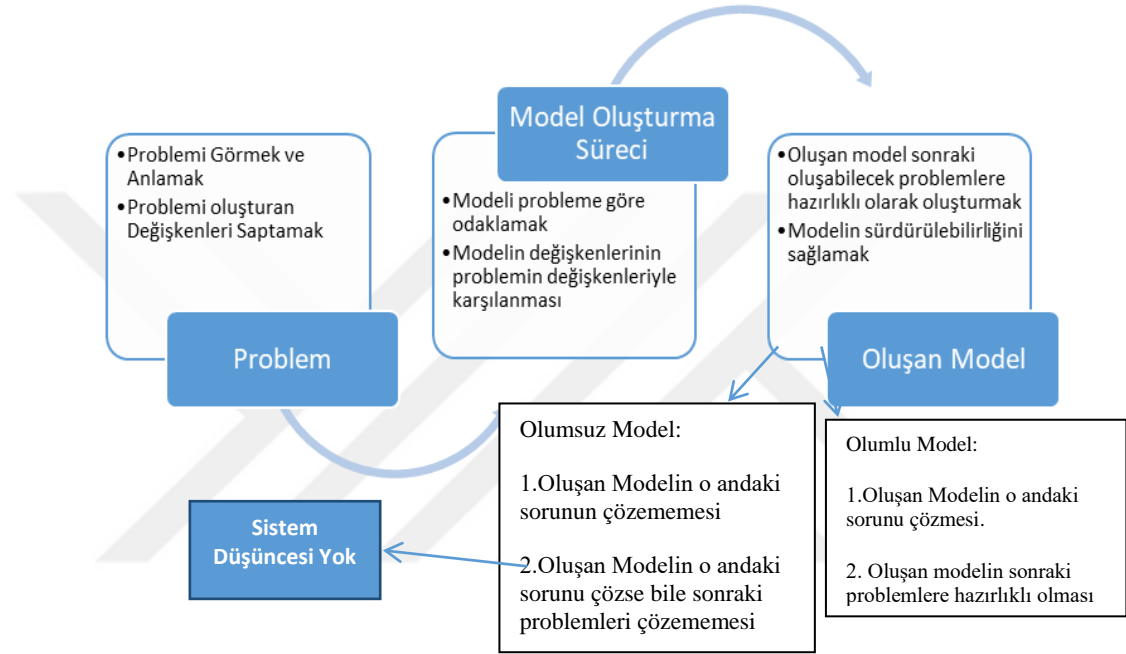 •Problemi Görmek ve
Anlamak
•Problemi oluşturan
Değişkenleri Saptamak
Problem
Model Oluşturma
Süreci
•Modeli probleme göre
odaklamak
•Modelin değişkenlerinin
problemin değişkenleriyle
karşılanması
•Oluşan model sonraki
oluşabilecek problemlere
hazırlıklı olarak oluşturmak
•Modelin sürdürülebilirliğini
sağlamak
Oluşan Model
Olumsuz Model:
1.Oluşan Modelin o andaki
sorunun çözememesi
2.Oluşan Modelin o andaki
sorunu çözse bile sonraki
problemleri çözememesi
Olumlu Model:
1.Oluşan Modelin o andaki
sorunu çözmesi.
2. Oluşan modelin sonraki
problemlere hazırlıklı olması
Sistem
Düşüncesi Yok